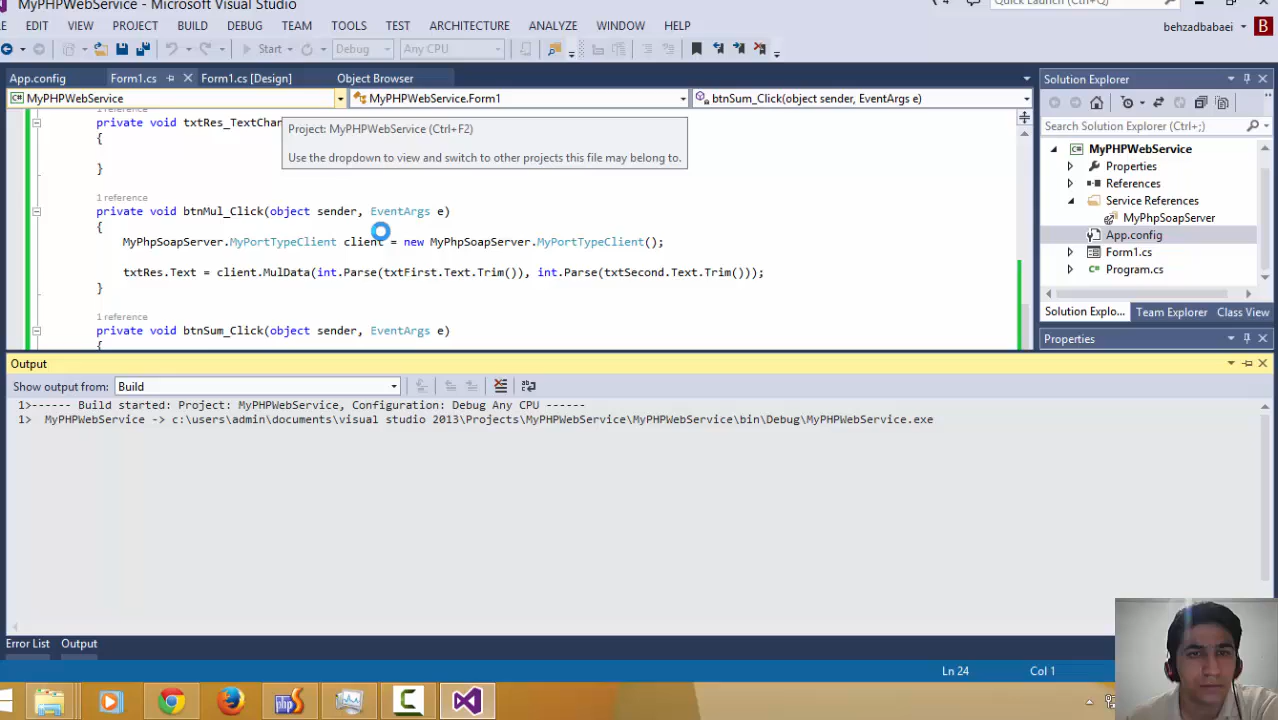 MyPHPWebService - Microsoft Visual Studio
4
Quick Launch (Ctrl+Q)
EDIT VIEW PROJECT BUILD DEBUG TEAM TOOLS TEST ARCHITECTURE ANALYZE WINDOW HELP
behzadbabaei B
Start Debug Any CPU
App.config Form1.cs Form1.cs [Design] Object Browser
MyPHPWebService MyPHPWebService.Form1 btnSum_Click(object sender, EventArgs e)
1 reference
private void txtRes_TextChan
Project: MyPHPWebService (Ctrl+F2)
Use the dropdown to view and switch to other projects this file may belong to.
{
}
1 reference
private void btnMul_Click(object sender, EventArgs e)
{
MyPhpSoapServer.MyPortTypeClient client = new MyPhpSoapServer.MyPortTypeClient();
txtRes.Text = client.MulData(int.Parse(txtFirst.Text.Trim()), int.Parse(txtSecond.Text.Trim()));
}
1 reference
private void btnSum_Click(object sender, EventArgs e)
{
Solution Explorer
Search Solution Explorer (Ctrl+;)
MyPHPWebService
Properties
References
Service References
MyPhpSoapServer
App.config
Form1.cs
Program.cs
Solution Explo... Team Explorer Class View
Properties
Output
Show output from: Build
1>------ Build started: Project: MyPHPWebService, Configuration: Debug Any CPU ------
1> MyPHPWebService -> c:\users\admin\documents\visual studio 2013\Projects\MyPHPWebService\MyPHPWebService\bin\Debug\MyPHPWebService.exe
Error List Output
Ln 24 Col 1